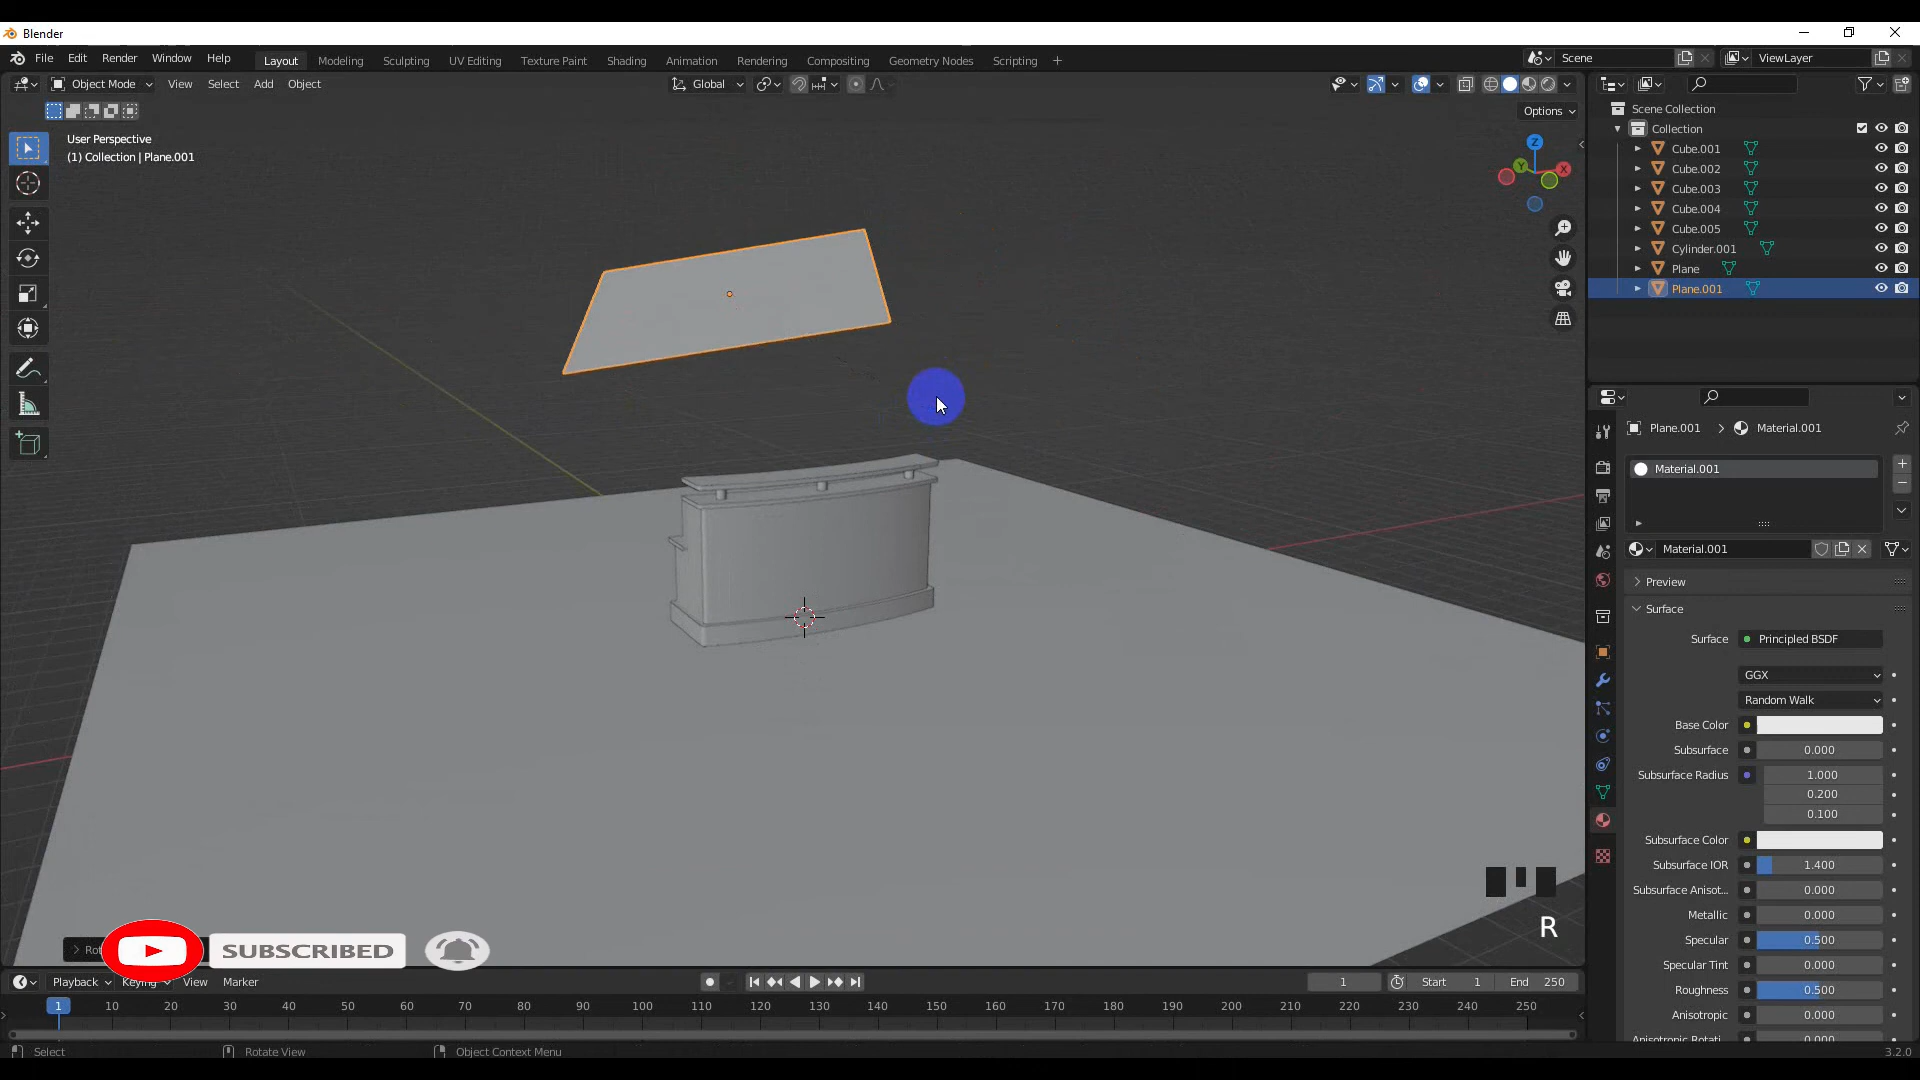 Blender
File Edit Render Window Help Layout Modeling Sculpting UV Editing Texture Paint Shading Animation Rendering Compositing Geometry Nodes Scripting + Scene ViewLayer
Object Mode View Select Add Object Global
Options
User Perspective
(1) Collection | Plane.001
Z
Y
X
Scene Collection
Collection
Cube.001
Cube.002
Cube.003
Cube.004
Cube.005
Cylinder.001
Plane
Plane.001
Plane.001 > Material.001
Material.001
Material.001
Preview
Surface
Surface Principled BSDF
GGX
Random Walk
Base Color
Subsurface 0.000
Subsurface Radius 1.000
0.200
0.100
Subsurface Color
Subsurface IOR 1.400
Subsurface Anisot... 0.000
Metallic 0.000
Specular 0.500
Specular Tint 0.000
Roughness 0.500
Anisotropic 0.000
Anisotropic Rotati... 0.000
R
SUBSCRIBED
Playback Keying View Marker 1 Start 1 End 250
1 10 20 30 40 50 60 70 80 90 100 110 120 130 140 150 160 170 180 190 200 210 220 230 240 250
Select Rotate View Object Context Menu 3.2.0